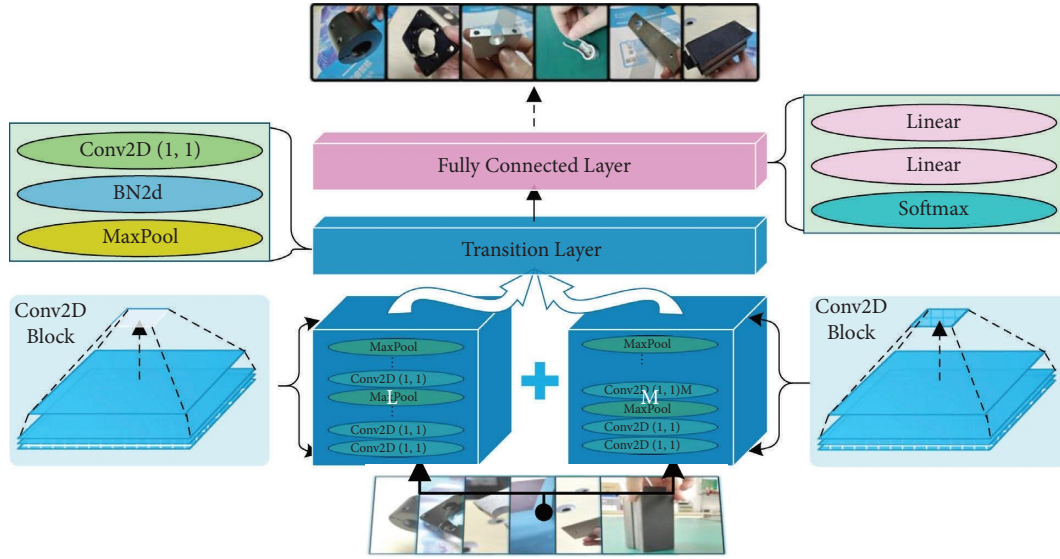 Conv2D (1, 1)
BN2d
MaxPool
Fully Connected Layer
Transition Layer
Linear
Linear
Softmax
Conv2D
Block
MaxPool
Conv2D (1, 1)
MaxPool
L
Conv2D (1, 1)
Conv2D (1, 1)
MaxPool
Conv2D (1, 1)M
M
MaxPool
Conv2D (1, 1)
Conv2D (1, 1)
Conv2D
Block